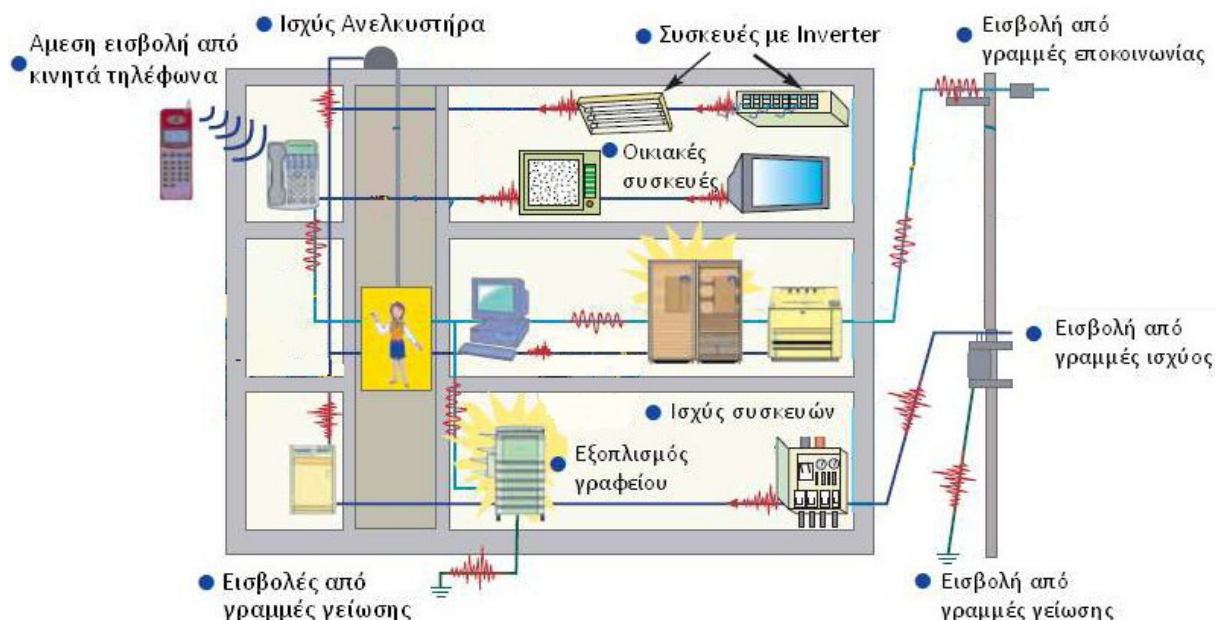 Ισχύς Ανελκυστήρα
Αμεση εισβολή από
κινητά τηλέφωνα
Συσκευές με Inverter
Εισβολή από
γραμμές εποκοινωνίας
Οικιακές
συσκευές
Εισβολή από
γραμμές ισχύος
Ισχύς συσκευών
Εξοπλισμός
γραφείου
Εισβολές από
γραμμές γείωσης
Εισβολή από
γραμμές γείωσης